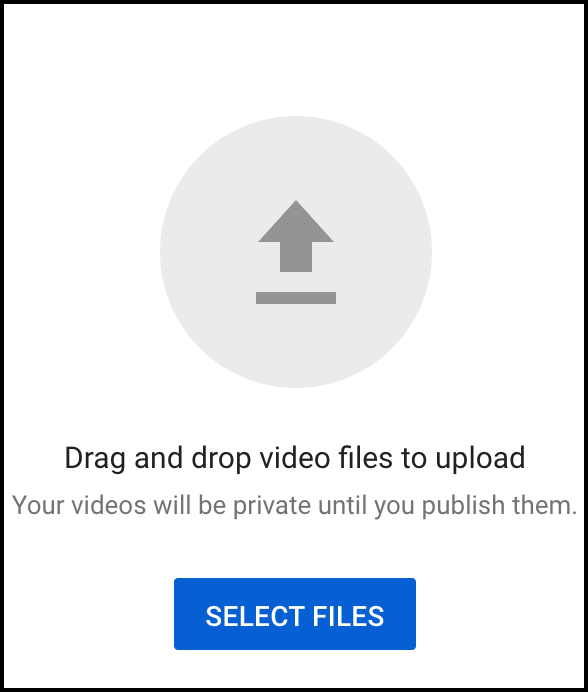 Drag and drop video files to upload
Your videos will be private until you publish them.
SELECT FILES